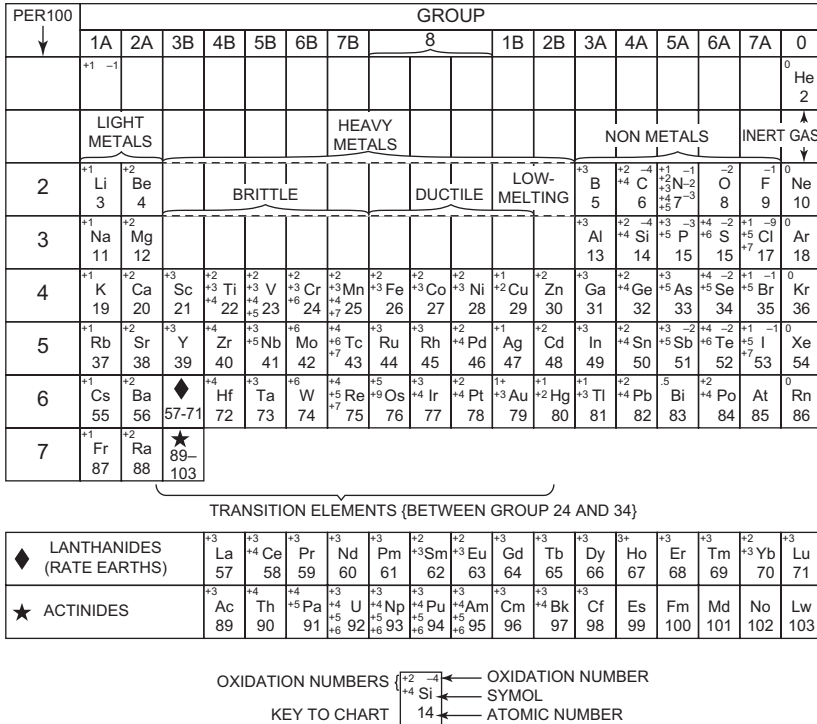 PER100 GROUP
1A 2A 3B 4B 5B 6B 7B 8 1B 2B 3A 4A 5A 6A 7A 0
+1 –1 0 He 2
LIGHT METALS HEAVY METALS NON METALS INERT GAS
2 +1 Li 3 +2 Be 4 BRITTLE DUCTILE LOW-MELTING +3 B 5 +2 –4 +4 C 6 +1 –1 +2 +3 N –2 +4 +5 7 –3 –2 O 8 –1 F 9 0 Ne 10
3 +1 Na 11 +2 Mg 12 +3 Al 13 +2 –4 +4 Si 14 +3 –3 +5 P 15 +4 –2 +6 S 15 +1 –9 +5 Cl +7 17 0 Ar 18
4 +1 K 19 +2 Ca 20 +3 Sc 21 +2 +3 Ti +4 22 +2 +3 V +4 +5 23 +2 +3 Cr +6 24 +2 +3 Mn +4 +7 25 +2 +3 Fe 26 +2 +3 Co 27 +2 +3 Ni 28 +1 +2 Cu 29 +2 Zn 30 +3 Ga 31 +2 +4 Ge 32 +3 +5 As 33 +4 –2 +5 Se 34 +1 –1 +5 Br 35 0 Kr 36
5 +1 Rb 37 +2 Sr 38 +3 Y 39 +4 Zr 40 +3 +5 Nb 41 +6 Mo 42 +4 +6 Tc +7 43 +3 Ru 44 +3 Rh 45 +2 +4 Pd 46 +1 Ag 47 +2 Cd 48 +3 In 49 +2 +4 Sn 50 +3 –2 +5 Sb 51 +4 –2 +6 Te 52 +1 –1 +5 I +7 53 0 Xe 54
6 +1 Cs 55 +2 Ba 56 57-71 +4 Hf 72 +3 Ta 73 +6 W 74 +4 +5 Re +7 75 +5 +9 Os 76 +3 +4 Ir 77 +2 +4 Pt 78 1+ +3 Au 79 +1 +2 Hg 80 +1 +3 Tl 81 +2 +4 Pb 82 .5 Bi 83 +2 +4 Po 84 At 85 0 Rn 86
7 +1 Fr 87 +2 Ra 88 ★ 89–103
TRANSITION ELEMENTS {BETWEEN GROUP 24 AND 34}
♦ LANTHANIDES (RATE EARTHS) +3 La 57 +3 +4 Ce 58 +3 Pr 59 +3 Nd 60 +3 Pm 61 +2 +3 Sm 62 +2 +3 Eu 63 +3 Gd 64 +3 Tb 65 +3 Dy 66 3+ Ho 67 +3 Er 68 +3 Tm 69 +2 +3 Yb 70 +3 Lu 71
★ ACTINIDES +3 Ac 89 +4 Th 90 +4 +5 Pa 91 +3 +4 U +5 +6 92 +3 +4 Np +5 +6 93 +3 +4 Pu +5 +6 94 +3 +4 Am +5 +6 95 +3 Cm 96 +3 +4 Bk 97 +3 Cf 98 Es 99 Fm 100 Md 101 No 102 Lw 103
OXIDATION NUMBERS { +2 –4 OXIDATION NUMBER
+4 Si SYMOL
KEY TO CHART 14 ATOMIC NUMBER